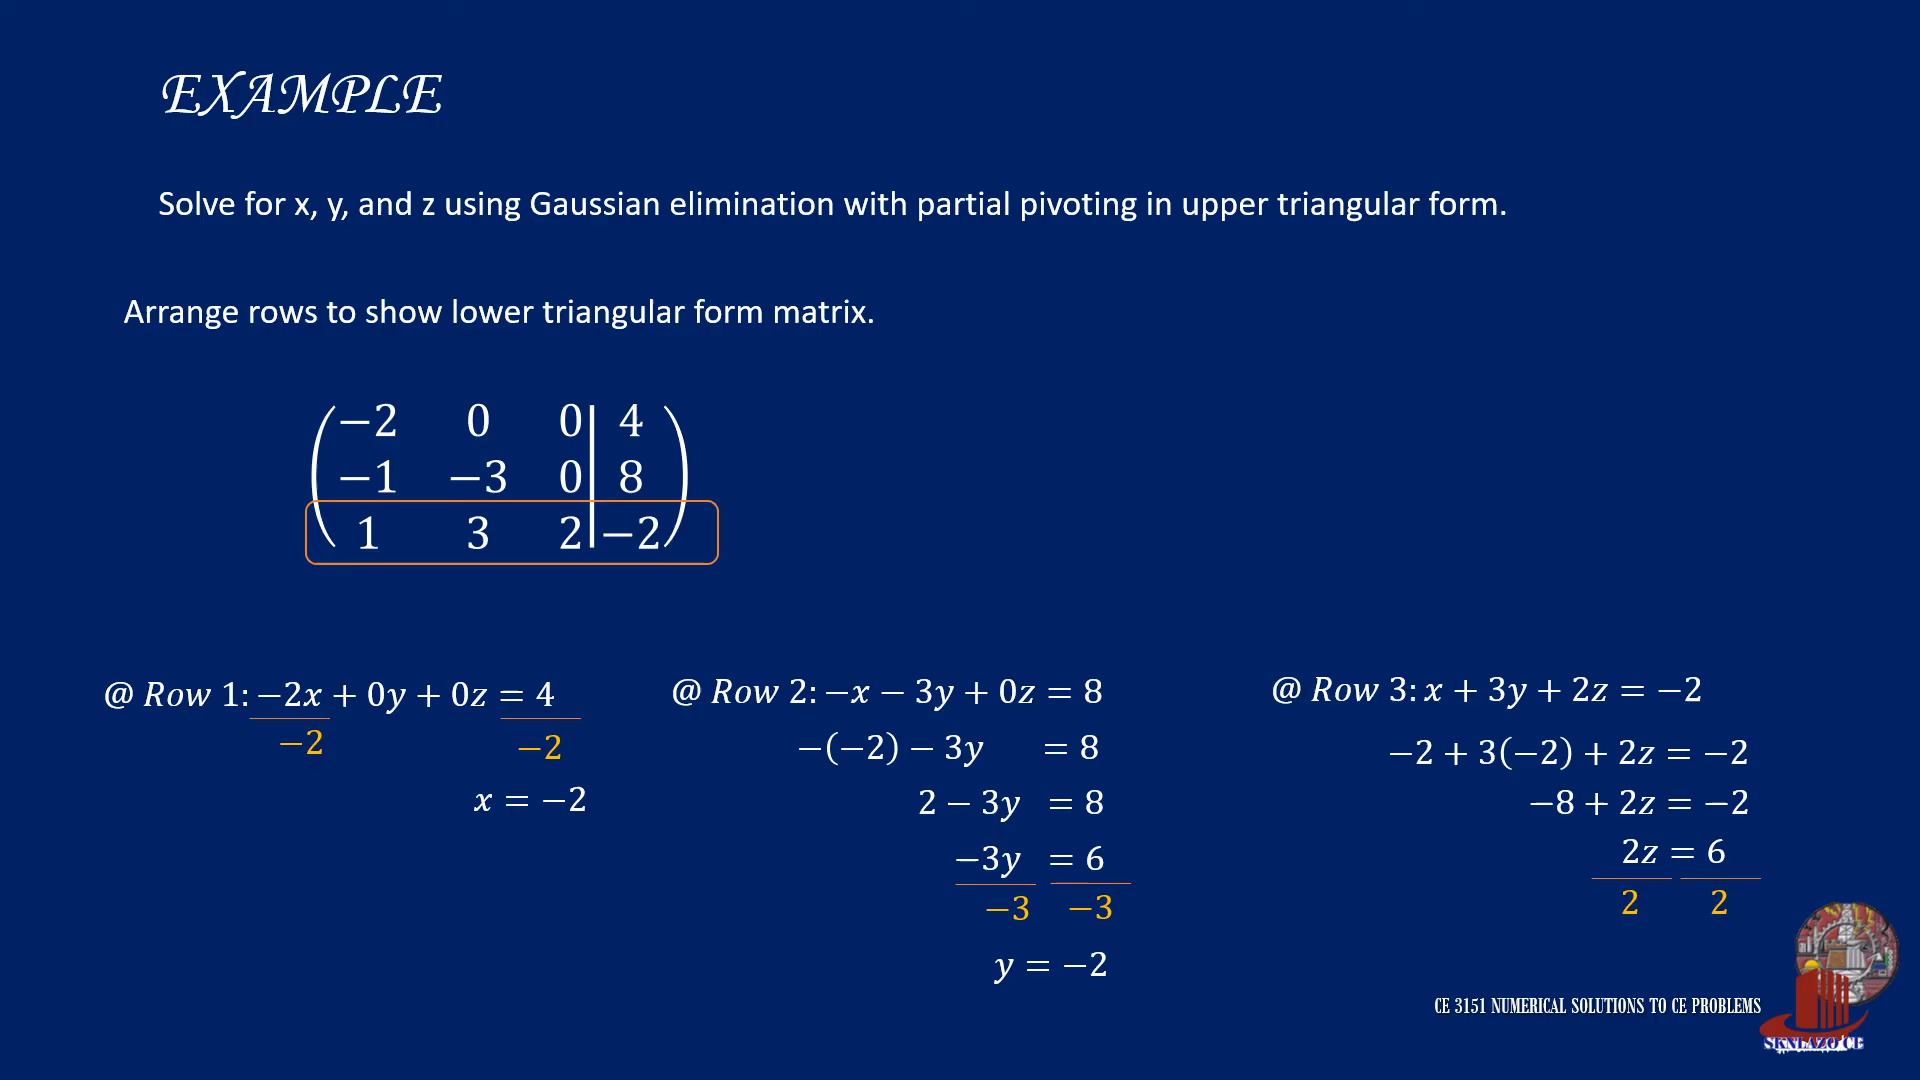 EXAMPLE
Solve for x, y, and z using Gaussian elimination with partial pivoting in upper triangular form.
Arrange rows to show lower triangular form matrix.
−2 0 0 | 4
−1 −3 0 | 8
1 3 2 | −2
@ Row 1: −2x + 0y + 0z = 4
−2 −2
x = −2
@ Row 2: −x − 3y + 0z = 8
−(−2) − 3y = 8
2 − 3y = 8
−3y = 6
−3 −3
y = −2
@ Row 3: x + 3y + 2z = −2
−2 + 3(−2) + 2z = −2
−8 + 2z = −2
2z = 6
2 2
CE 3151 NUMERICAL SOLUTIONS TO CE PROBLEMS
SKNLAZO CE